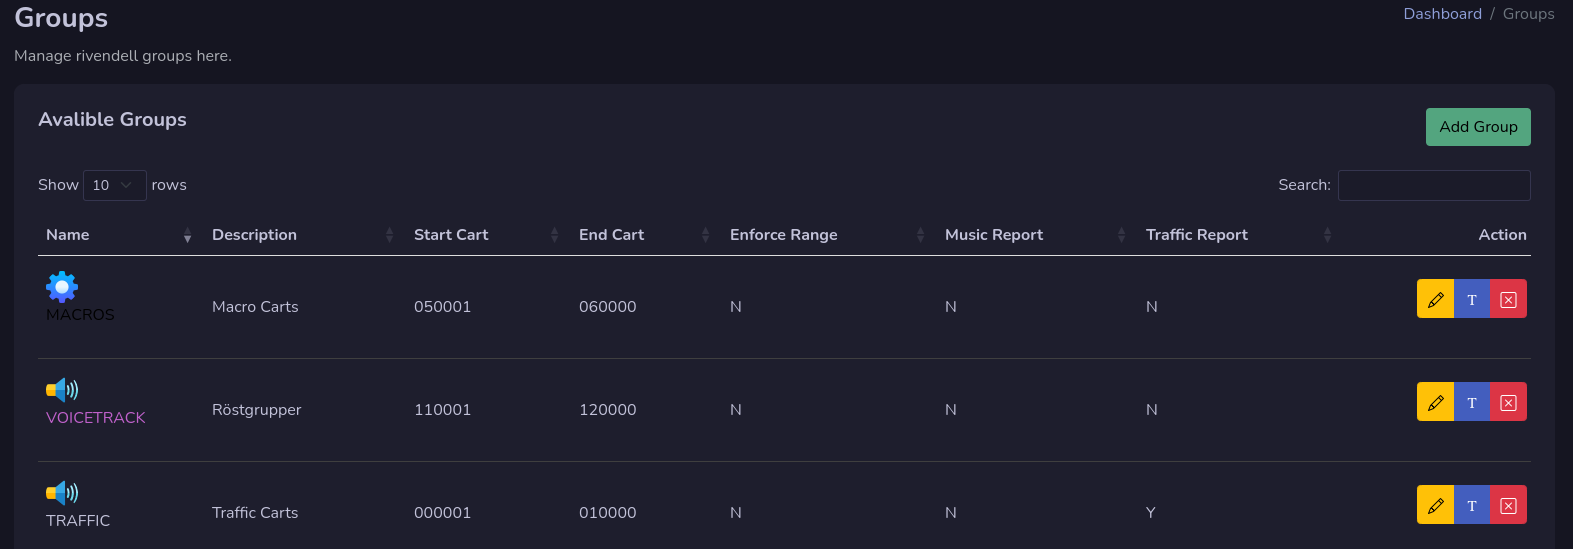 Groups
Dashboard / Groups
Manage rivendell groups here.
Avalible Groups
Add Group
Show 10 rows
Search:
Name Description Start Cart End Cart Enforce Range Music Report Traffic Report Action
MACROS Macro Carts 050001 060000 N N N T
VOICETRACK Röstgrupper 110001 120000 N N N T
TRAFFIC Traffic Carts 000001 010000 N N Y T